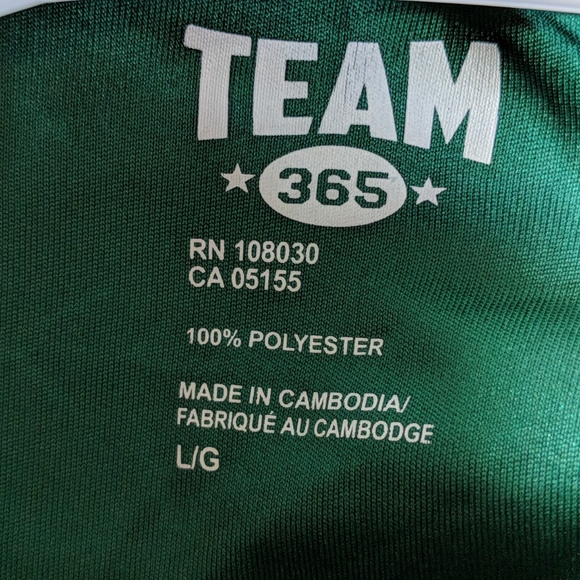 TEAM
365
RN 108030
CA 05155
100% POLYESTER
MADE IN CAMBODIA/
FABRIQUÉ AU CAMBODGE
L/G